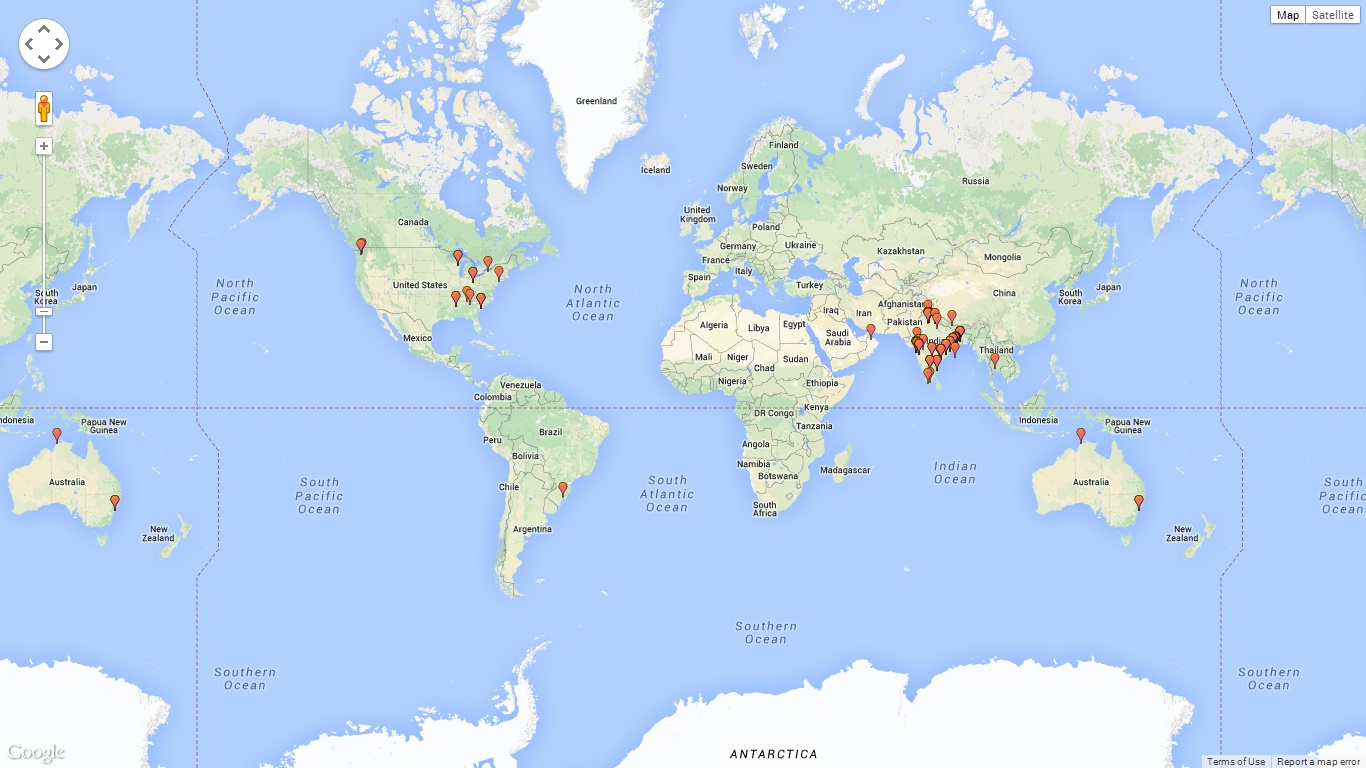 Map
Satellite
Greenland
Iceland
Finland
Sweden
Norway
Russia
United
Kingdom
Poland
Germany
Ukraine
France
Italy
Spain
Turkey
Kazakhstan
Mongolia
China
South
Korea
Japan
Canada
United States
Mexico
North
Pacific
Ocean
North
Atlantic
Ocean
North
Pacific
Ocean
South
Korea
Japan
Algeria
Libya
Egypt
Iraq
Iran
Afghanistan
Pakistan
Saudi
Arabia
India
Thailand
Mali
Niger
Chad
Sudan
Nigeria
Ethiopia
Venezuela
Colombia
Brazil
Peru
Bolivia
Chile
Argentina
DR Congo
Kenya
Tanzania
Angola
Namibia
Botswana
Madagascar
South
Africa
Indonesia
Papua New
Guinea
Australia
New
Zealand
ndonesia
Papua New
Guinea
Australia
New
Zealand
South
Pacific
Ocean
South
Atlantic
Ocean
Indian
Ocean
South
Pacific
Ocean
Southern
Ocean
Southern
Ocean
Southern
Ocean
ANTARCTICA
Google
Terms of Use
Report a map error